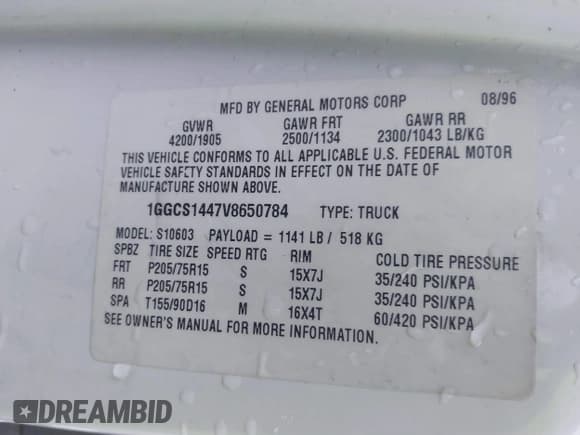 MFD BY GENERAL MOTORS CORP 08/96
GVWR GAWR FRT GAWR RR
4200/1905 2500/1134 2300/1043 LB/KG
THIS VEHICLE CONFORMS TO ALL APPLICABLE U.S. FEDERAL MOTOR
VEHICLE SAFTY STANDARDS IN EFFECT ON THE DATE OF
MANUFACTURE SHOWN ABOVE.
1GGCS1447V8650784 TYPE: TRUCK
MODEL: S10603 PAYLOAD = 1141 LB / 518 KG
SPBZ TIRE SIZE SPEED RTG RIM COLD TIRE PRESSURE
FRT P205/75R15 S 15X7J 35/240 PSI/KPA
RR P205/75R15 S 15X7J 35/240 PSI/KPA
SPA T155/90D16 M 16X4T 60/420 PSI/KPA
SEE OWNER'S MANUAL FOR MORE INFORMATION.
DREAMBID